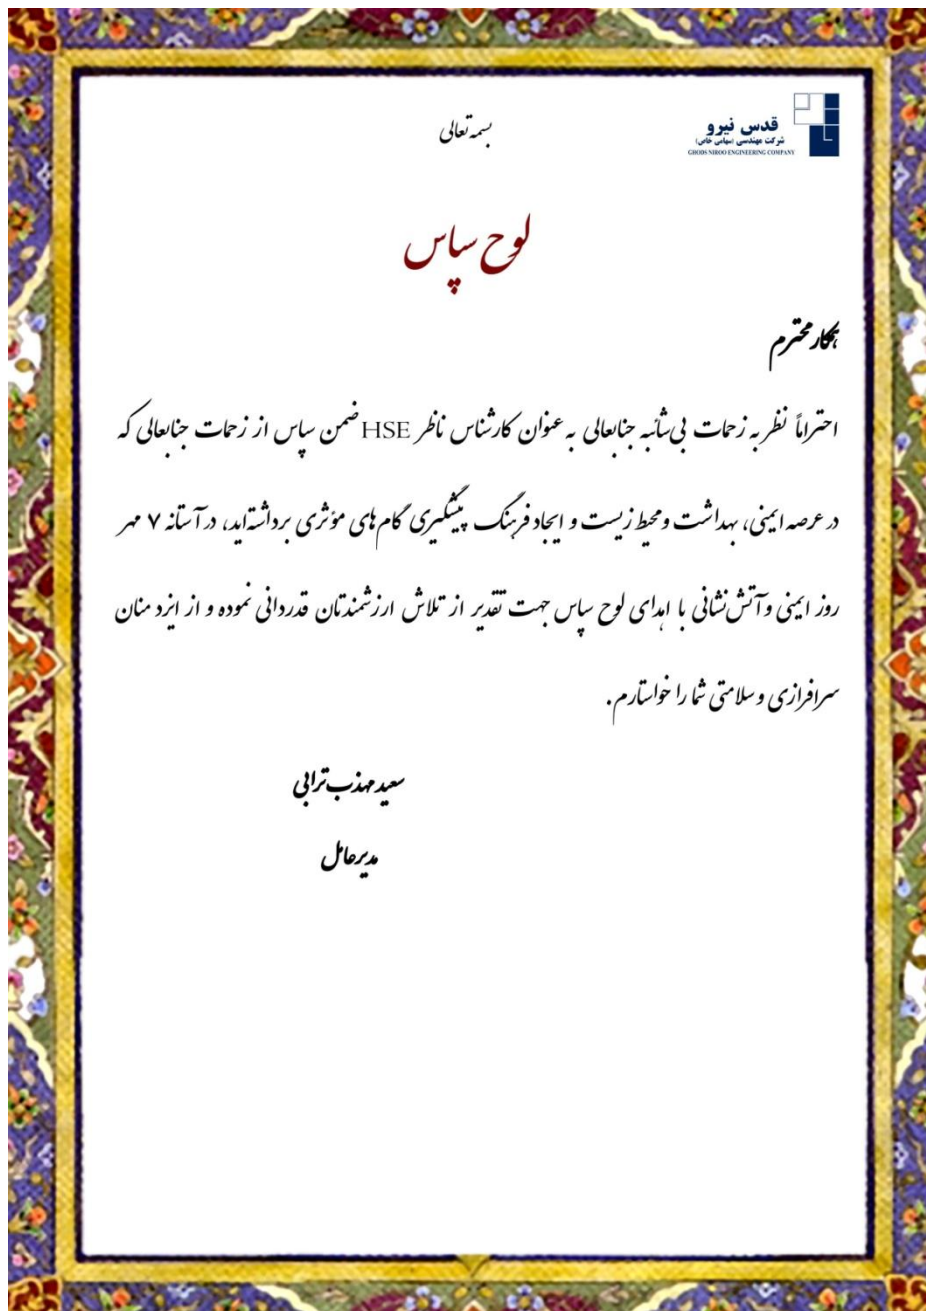 قدس نیرو
شرکت مهندسی (سهامی خاص)
GHODS NIROO ENGINEERING COMPANY
بسمه تعالی
لوح سپاس
همکار محترم
احتراماً نظر به زحمات بی‌شائبه جنابعالی به عنوان کارشناس ناظر HSE ضمن سپاس از زحمات جنابعالی که
در عرصه ایمنی، بهداشت و محیط زیست و ایجاد فرهنگ پیشگیری گام های مؤثری برداشته‌اید، در آستانه ۷ مهر
روز ایمنی و آتش نشانی با اهدای لوح سپاس جهت تقدیر از تلاش ارزشمندتان قدردانی نموده و از ایزد منان
سرافرازی و سلامتی شما را خواستارم.
سعید مهذب ترابی
مدیرعامل